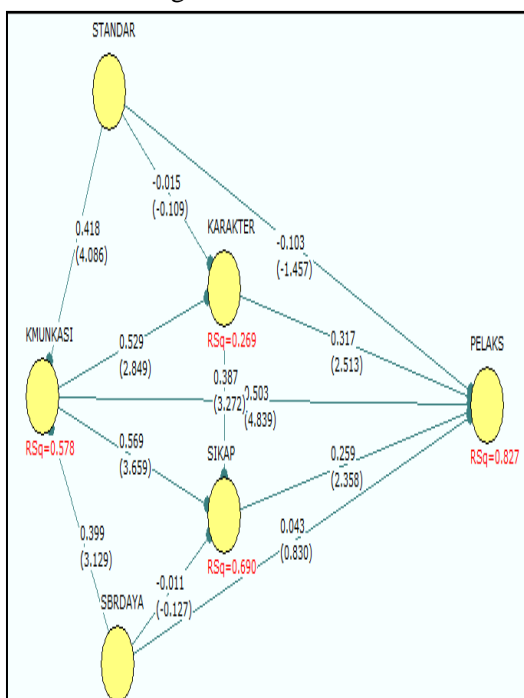 STANDAR
-0.015
(-0.109)
-0.103
(-1.457)
0.418
(4.086)
KARAKTER
KMUNKASI
0.529
(2.849)
RSq=0.269
0.317
(2.513)
PELAKS
0.387
(3.272)
0.503
(4.839)
RSq=0.578
0.569
(3.659)
SIKAP
0.259
(2.358)
RSq=0.827
0.399
(3.129)
0.043
(0.830)
RSq=0.690
-0.011
(-0.127)
SBRDAYA